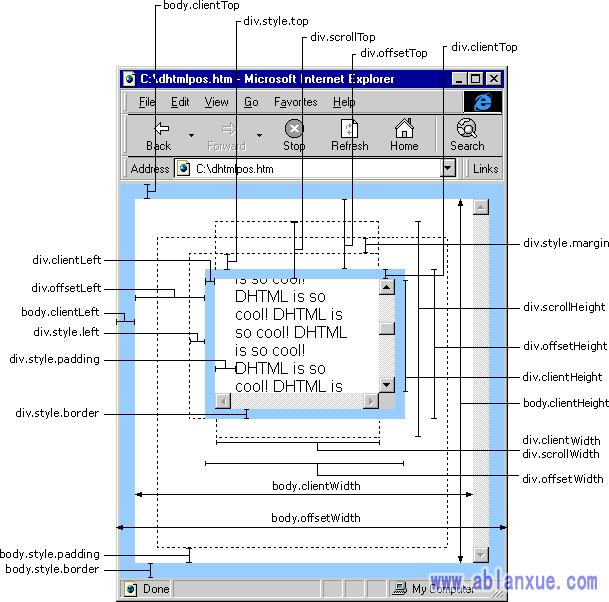 body.clientTop
div.style.top
div.scrollTop
div.offsetTop
div.clientTop
C:\dhtmlpos.htm - Microsoft Internet Explorer
File Edit View Go Favorites Help
Back Forward Stop Refresh Home Search
Address C:\dhtmlpos.htm Links
div.style.margin
div.clientLeft
div.offsetLeft
body.clientLeft
div.style.left
div.style.padding
div.style.border
is so cool!
DHTML is so
cool! DHTML is
so cool! DHTML
is so cool!
DHTML is so
cool! DHTML is
div.scrollHeight
div.offsetHeight
div.clientHeight
body.clientHeight
div.clientWidth
div.scrollWidth
div.offsetWidth
body.clientWidth
body.offsetWidth
body.style.padding
body.style.border
Done My Computer
www.ablanxue.com